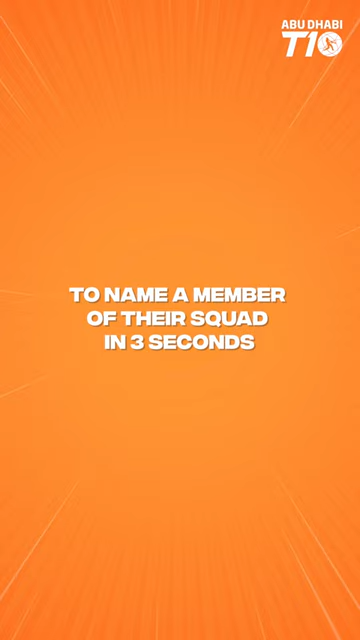 ABU DHABI
T10
TO NAME A MEMBER
OF THEIR SQUAD
IN 3 SECONDS